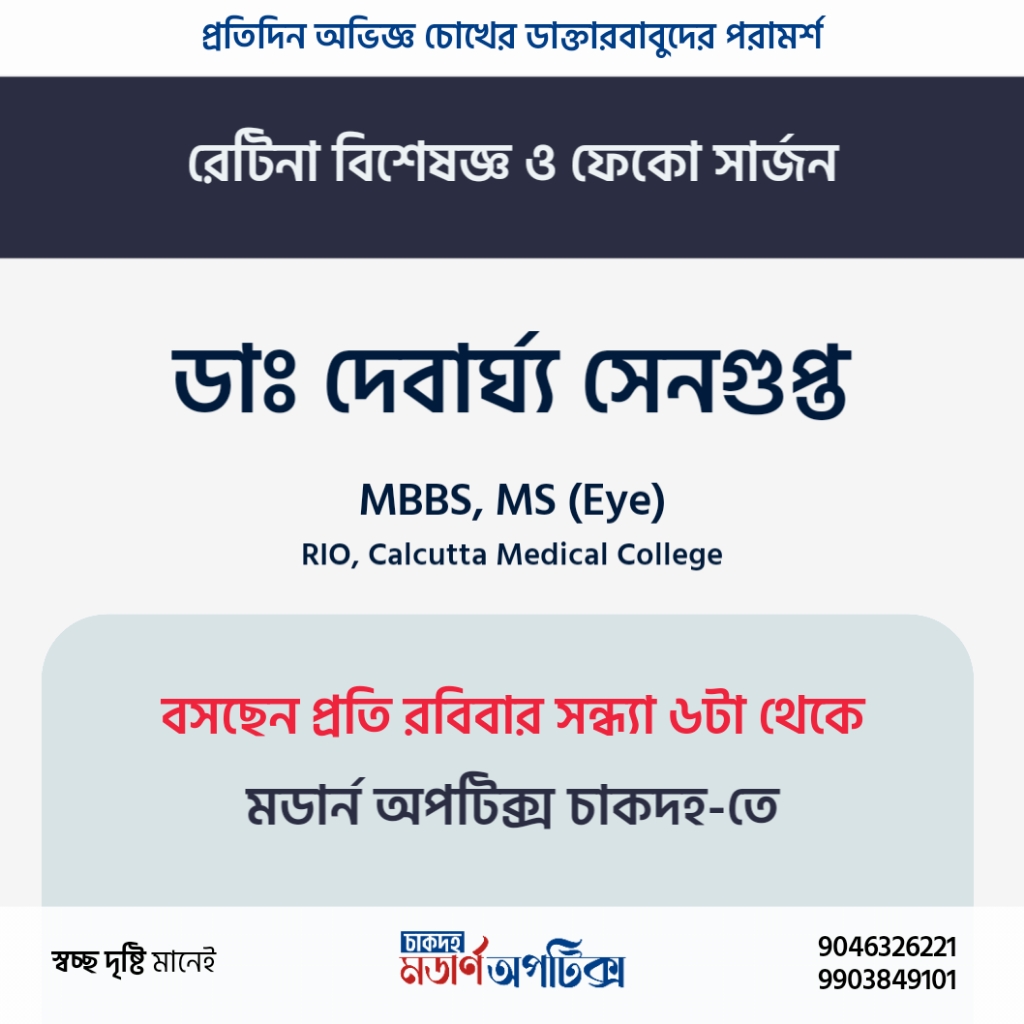 প্রতিদিন অভিজ্ঞ চোখের ডাক্তারবাবুদের পরামর্শ
রেটিনা বিশেষজ্ঞ ও ফেকো সার্জন
ডাঃ দেবার্ঘ্য সেনগুপ্ত
MBBS, MS (Eye)
RIO, Calcutta Medical College
বসছেন প্রতি রবিবার সন্ধ্যা ৬টা থেকে
মডার্ন অপটিক্স চাকদহ-তে
স্বচ্ছ দৃষ্টি মানেই
চাকদহ
মডার্ণ অপটিক্স
9046326221
9903849101